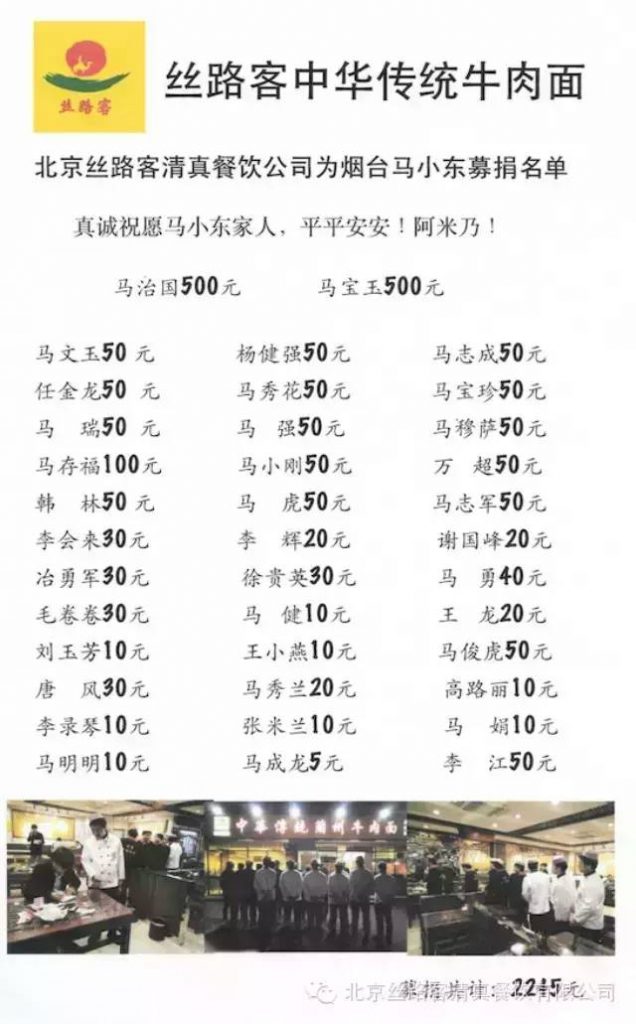 丝路客
丝路客中华传统牛肉面
北京丝路客清真餐饮公司为烟台马小东募捐名单
真诚祝愿马小东家人，平平安安！阿米乃！
马治国500元 马宝玉500元
马文玉50 元 杨健强50元 马志成50元
任金龙50 元 马秀花50元 马宝珍50元
马 瑞50 元 马 强50元 马穆萨50元
马存福100元 马小刚50元 万 超50元
韩 林50 元 马 虎50元 马志军50元
李会来30元 李 辉20元 谢国峰20元
冶勇军30元 徐贵英30元 马 勇40元
毛卷卷30元 马 健10元 王 龙20元
刘玉芳10元 王小燕10元 马俊虎50元
唐 风30元 马秀兰20元 高路丽10元
李录琴10元 张米兰10元 马 娟10元
马明明10元 马成龙5元 李 江50元
中华传统兰州牛肉面
共计：2215元
北京丝路客清真餐饮有限公司